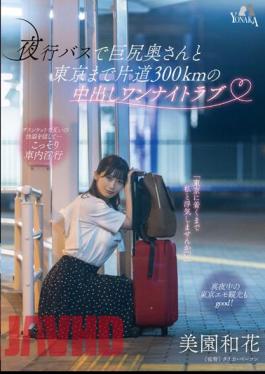 YONAKA
夜行バスで巨尻奥さんと
東京まで片道300kmの
中出しワンナイトラブ♡
こっそり
車内淫行
「東京に着くまで
私と浮気しませんか」
真夜中の
東京エモ観光も
good!
美園和花
JAVHD